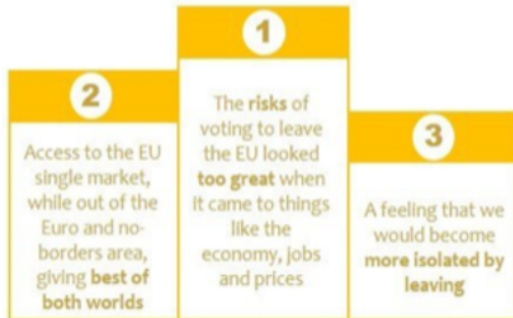 1
The risks of
voting to leave
the EU looked
too great when
it came to things
like the
economy, jobs
and prices
2
Access to the EU
single market,
while out of the
Euro and no-
borders area,
giving best of
both worlds
3
A feeling that we
would become
more isolated by
leaving